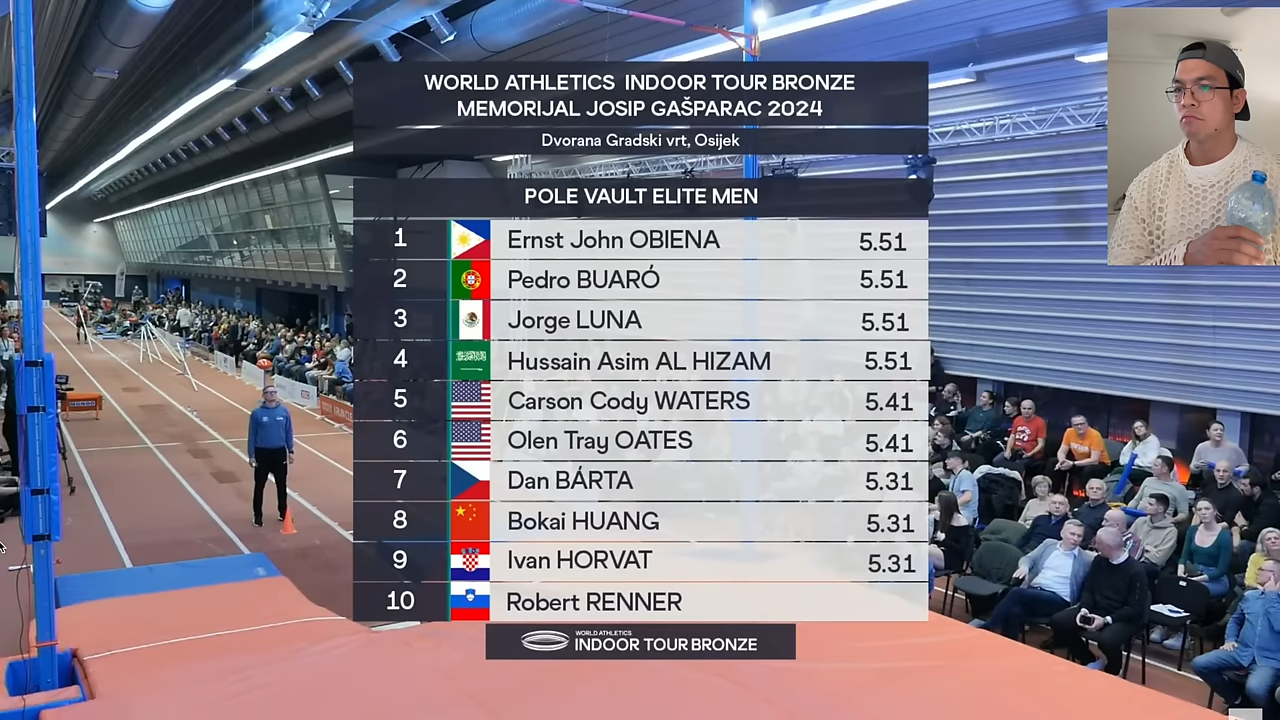 WORLD ATHLETICS INDOOR TOUR BRONZE
MEMORIJAL JOSIP GAŠPARAC 2024
Dvorana Gradski vrt, Osijek
POLE VAULT ELITE MEN
1 Ernst John OBIENA 5.51
2 Pedro BUARÓ 5.51
3 Jorge LUNA 5.51
4 Hussain Asim AL HIZAM 5.51
5 Carson Cody WATERS 5.41
6 Olen Tray OATES 5.41
7 Dan BÁRTA 5.31
8 Bokai HUANG 5.31
9 Ivan HORVAT 5.31
10 Robert RENNER
WORLD ATHLETICS
INDOOR TOUR BRONZE